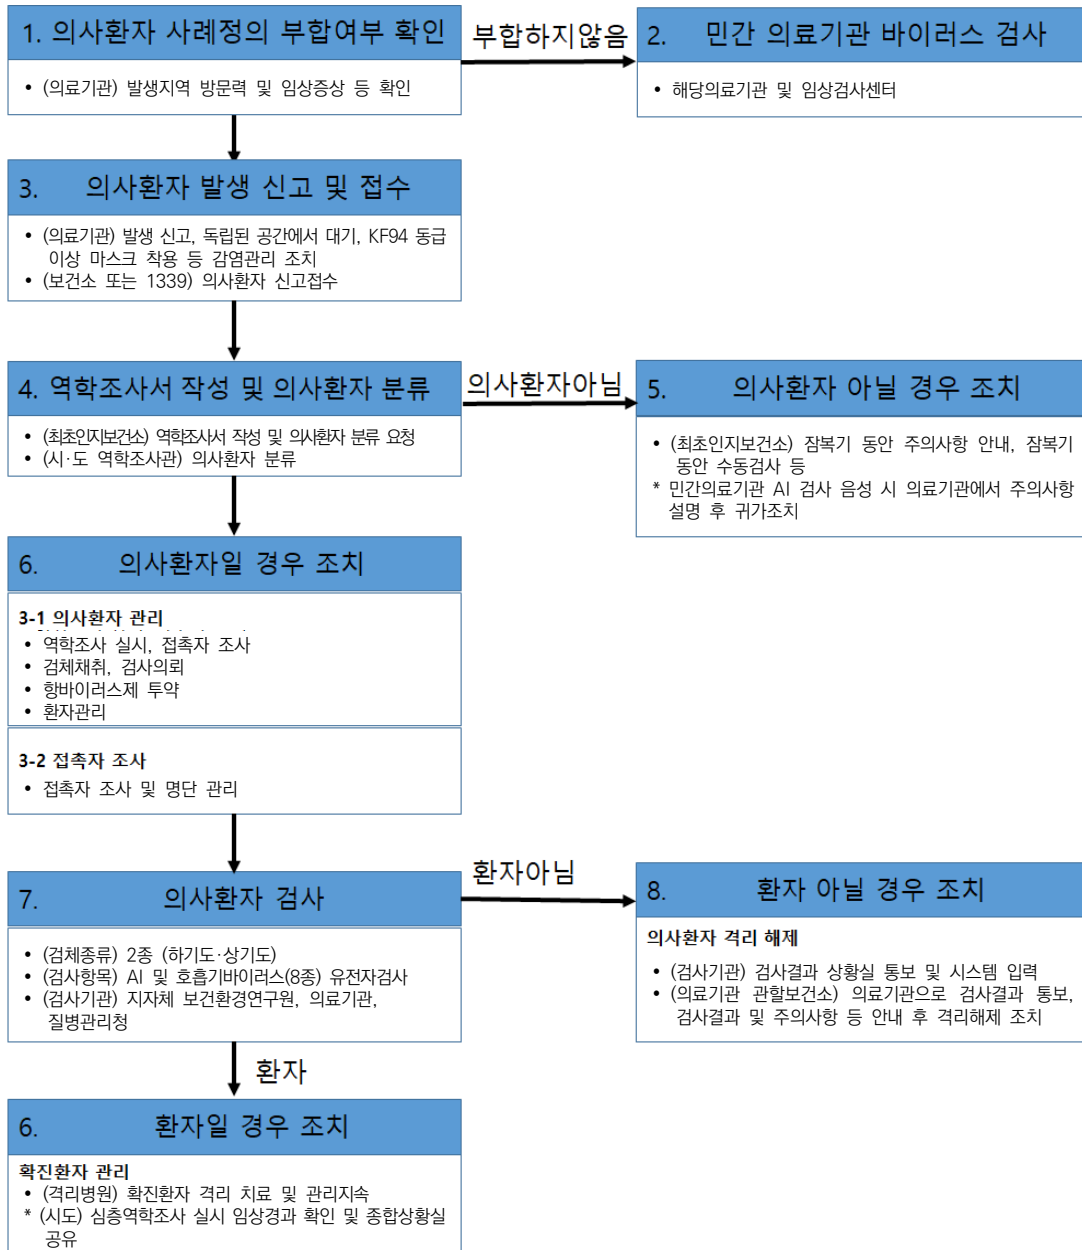 1. 의사환자 사례정의 부합여부 확인
• (의료기관) 발생지역 방문력 및 임상증상 등 확인
부합하지않음
2. 민간 의료기관 바이러스 검사
• 해당의료기관 및 임상검사센터
3. 의사환자 발생 신고 및 접수
• (의료기관) 발생 신고, 독립된 공간에서 대기, KF94 동급
이상 마스크 착용 등 감염관리 조치
• (보건소 또는 1339) 의사환자 신고접수
4. 역학조사서 작성 및 의사환자 분류
• (최초인지보건소) 역학조사서 작성 및 의사환자 분류 요청
• (시·도 역학조사관) 의사환자 분류
의사환자아님
5. 의사환자 아닐 경우 조치
• (최초인지보건소) 잠복기 동안 주의사항 안내, 잠복기
동안 수동검사 등
* 민간의료기관 AI 검사 음성 시 의료기관에서 주의사항
설명 후 귀가조치
6. 의사환자일 경우 조치
3-1 의사환자 관리
• 역학조사 실시, 접촉자 조사
• 검체채취, 검사의뢰
• 항바이러스제 투약
• 환자관리
3-2 접촉자 조사
• 접촉자 조사 및 명단 관리
7. 의사환자 검사
• (검체종류) 2종 (하기도·상기도)
• (검사항목) AI 및 호흡기바이러스(8종) 유전자검사
• (검사기관) 지자체 보건환경연구원, 의료기관,
질병관리청
환자아님
8. 환자 아닐 경우 조치
의사환자 격리 해제
• (검사기관) 검사결과 상황실 통보 및 시스템 입력
• (의료기관 관할보건소) 의료기관으로 검사결과 통보,
검사결과 및 주의사항 등 안내 후 격리해제 조치
환자
6. 환자일 경우 조치
확진환자 관리
• (격리병원) 확진환자 격리 치료 및 관리지속
* (시도) 심층역학조사 실시 임상경과 확인 및 종합상황실
공유